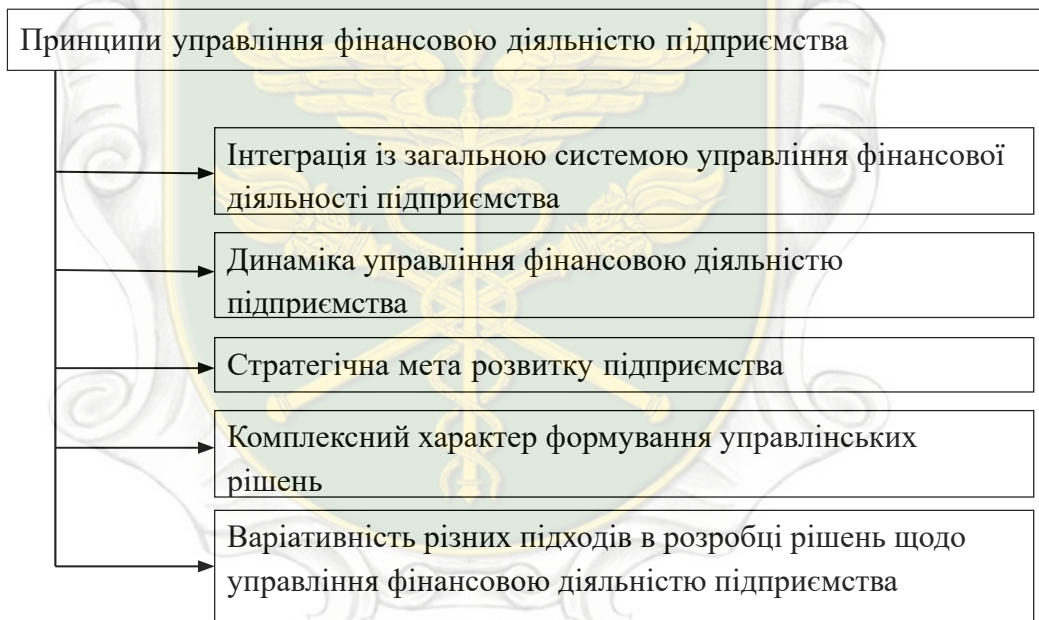 Принципи управління фінансовою діяльністю підприємства
Інтеграція із загальною системою управління фінансової
діяльності підприємства
Динаміка управління фінансовою діяльністю
підприємства
Стратегічна мета розвитку підприємства
Комплексний характер формування управлінських
рішень
Варіативність різних підходів в розробці рішень щодо
управління фінансовою діяльністю підприємства